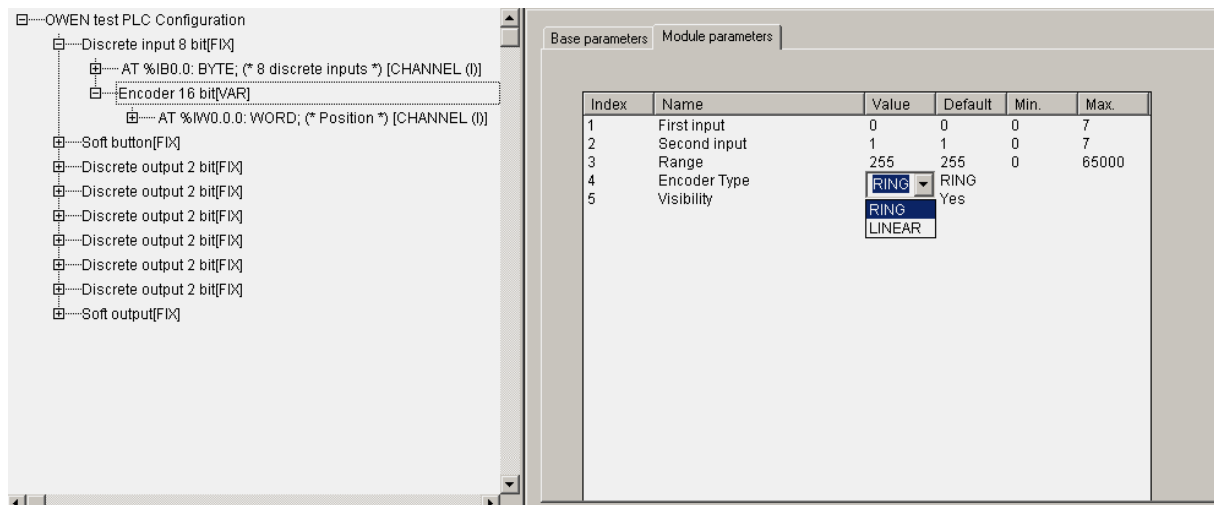 OWEN test PLC Configuration
Discrete input 8 bit[FIX]
AT %IB0.0: BYTE; (* 8 discrete inputs *) [CHANNEL (I)]
Encoder 16 bit[VAR]
AT %IW0.0.0: WORD; (* Position *) [CHANNEL (I)]
Soft button[FIX]
Discrete output 2 bit[FIX]
Discrete output 2 bit[FIX]
Discrete output 2 bit[FIX]
Discrete output 2 bit[FIX]
Discrete output 2 bit[FIX]
Discrete output 2 bit[FIX]
Soft output[FIX]
Base parameters Module parameters
Index Name Value Default Min. Max.
1 First input 0 0 0 7
2 Second input 1 1 0 7
3 Range 255 255 0 65000
4 Encoder Type RING RING
5 Visibility Yes
RING
LINEAR